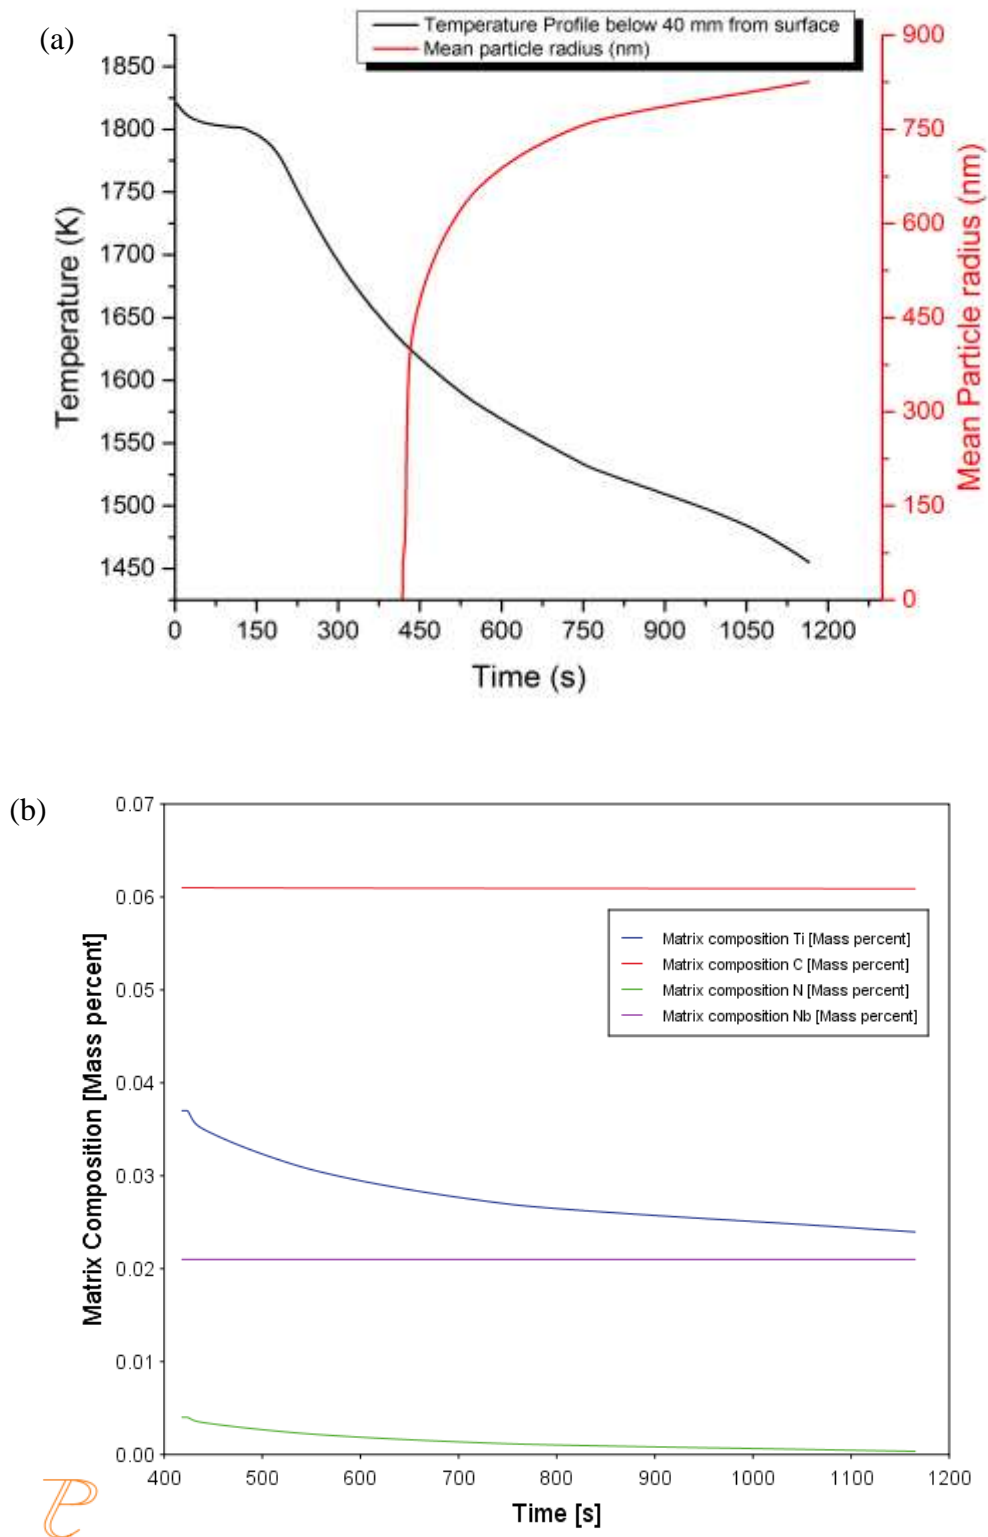 (a)
Temperature Profile below 40 mm from surface
Mean particle radius (nm)
1850
1800
1750
1700
1650
1600
1550
1500
1450
Temperature (K)
900
750
600
450
300
150
0
Mean Particle radius (nm)
0 150 300 450 600 750 900 1050 1200
Time (s)
(b)
0.07
0.06
0.05
0.04
0.03
0.02
0.01
0.00
Matrix Composition [Mass percent]
Matrix composition Ti [Mass percent]
Matrix composition C [Mass percent]
Matrix composition N [Mass percent]
Matrix composition Nb [Mass percent]
400 500 600 700 800 900 1000 1100 1200
Time [s]